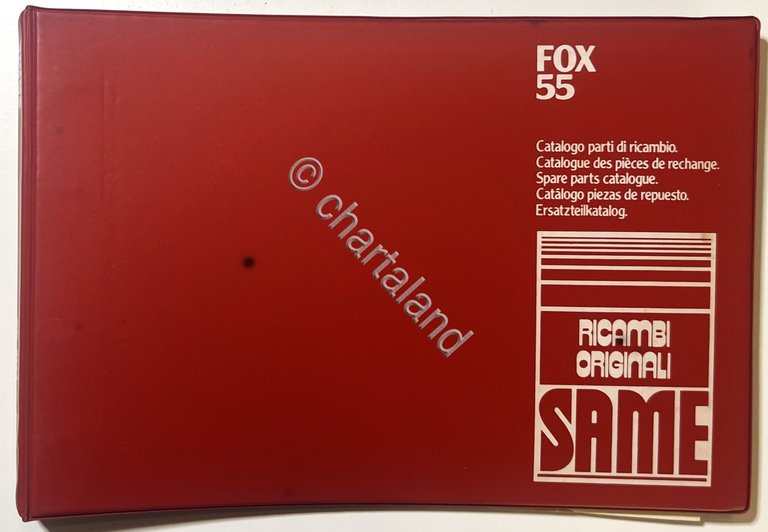 FOX
55
Catalogo parti di ricambio.
Catalogue des pièces de rechange.
Spare parts catalogue.
Catálogo piezas de repuesto.
Ersatzteilkatalog.
© chartaland
RICAMBI
ORIGINALI
SAME